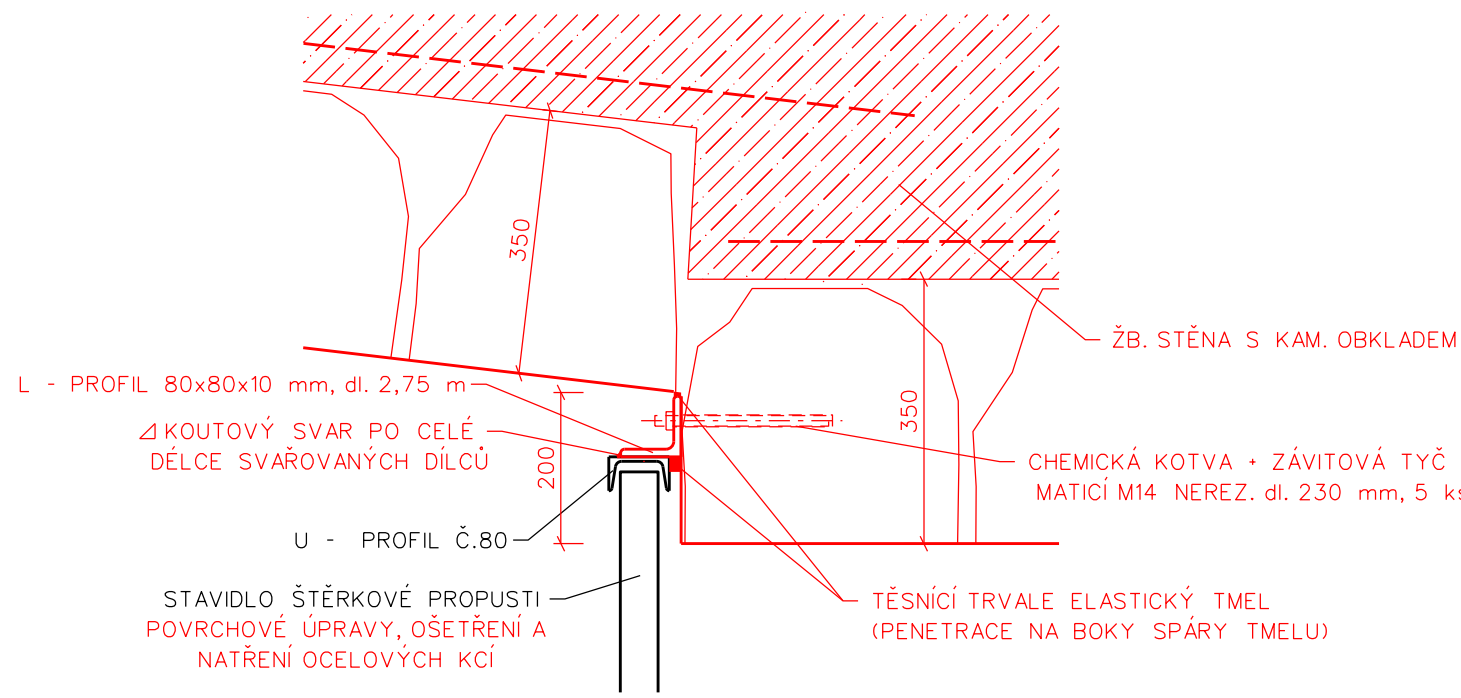 350
ŽB. STĚNA S KAM. OBKLADEM
L - PROFIL 80x80x10 mm, dl. 2,75 m
350
KOUTOVÝ SVAR PO CELÉ
DÉLCE SVAŘOVANÝCH DÍLCŮ
200
CHEMICKÁ KOTVA + ZÁVITOVÁ TYČ
MATICÍ M14 NEREZ. dl. 230 mm, 5 ks
U - PROFIL Č.80
STAVIDLO ŠTĚRKOVÉ PROPUSTI
POVRCHOVÉ ÚPRAVY, OŠETŘENÍ A
NATŘENÍ OCELOVÝCH KCÍ
TĚSNÍCÍ TRVALE ELASTICKÝ TMEL
(PENETRACE NA BOKY SPÁRY TMELU)